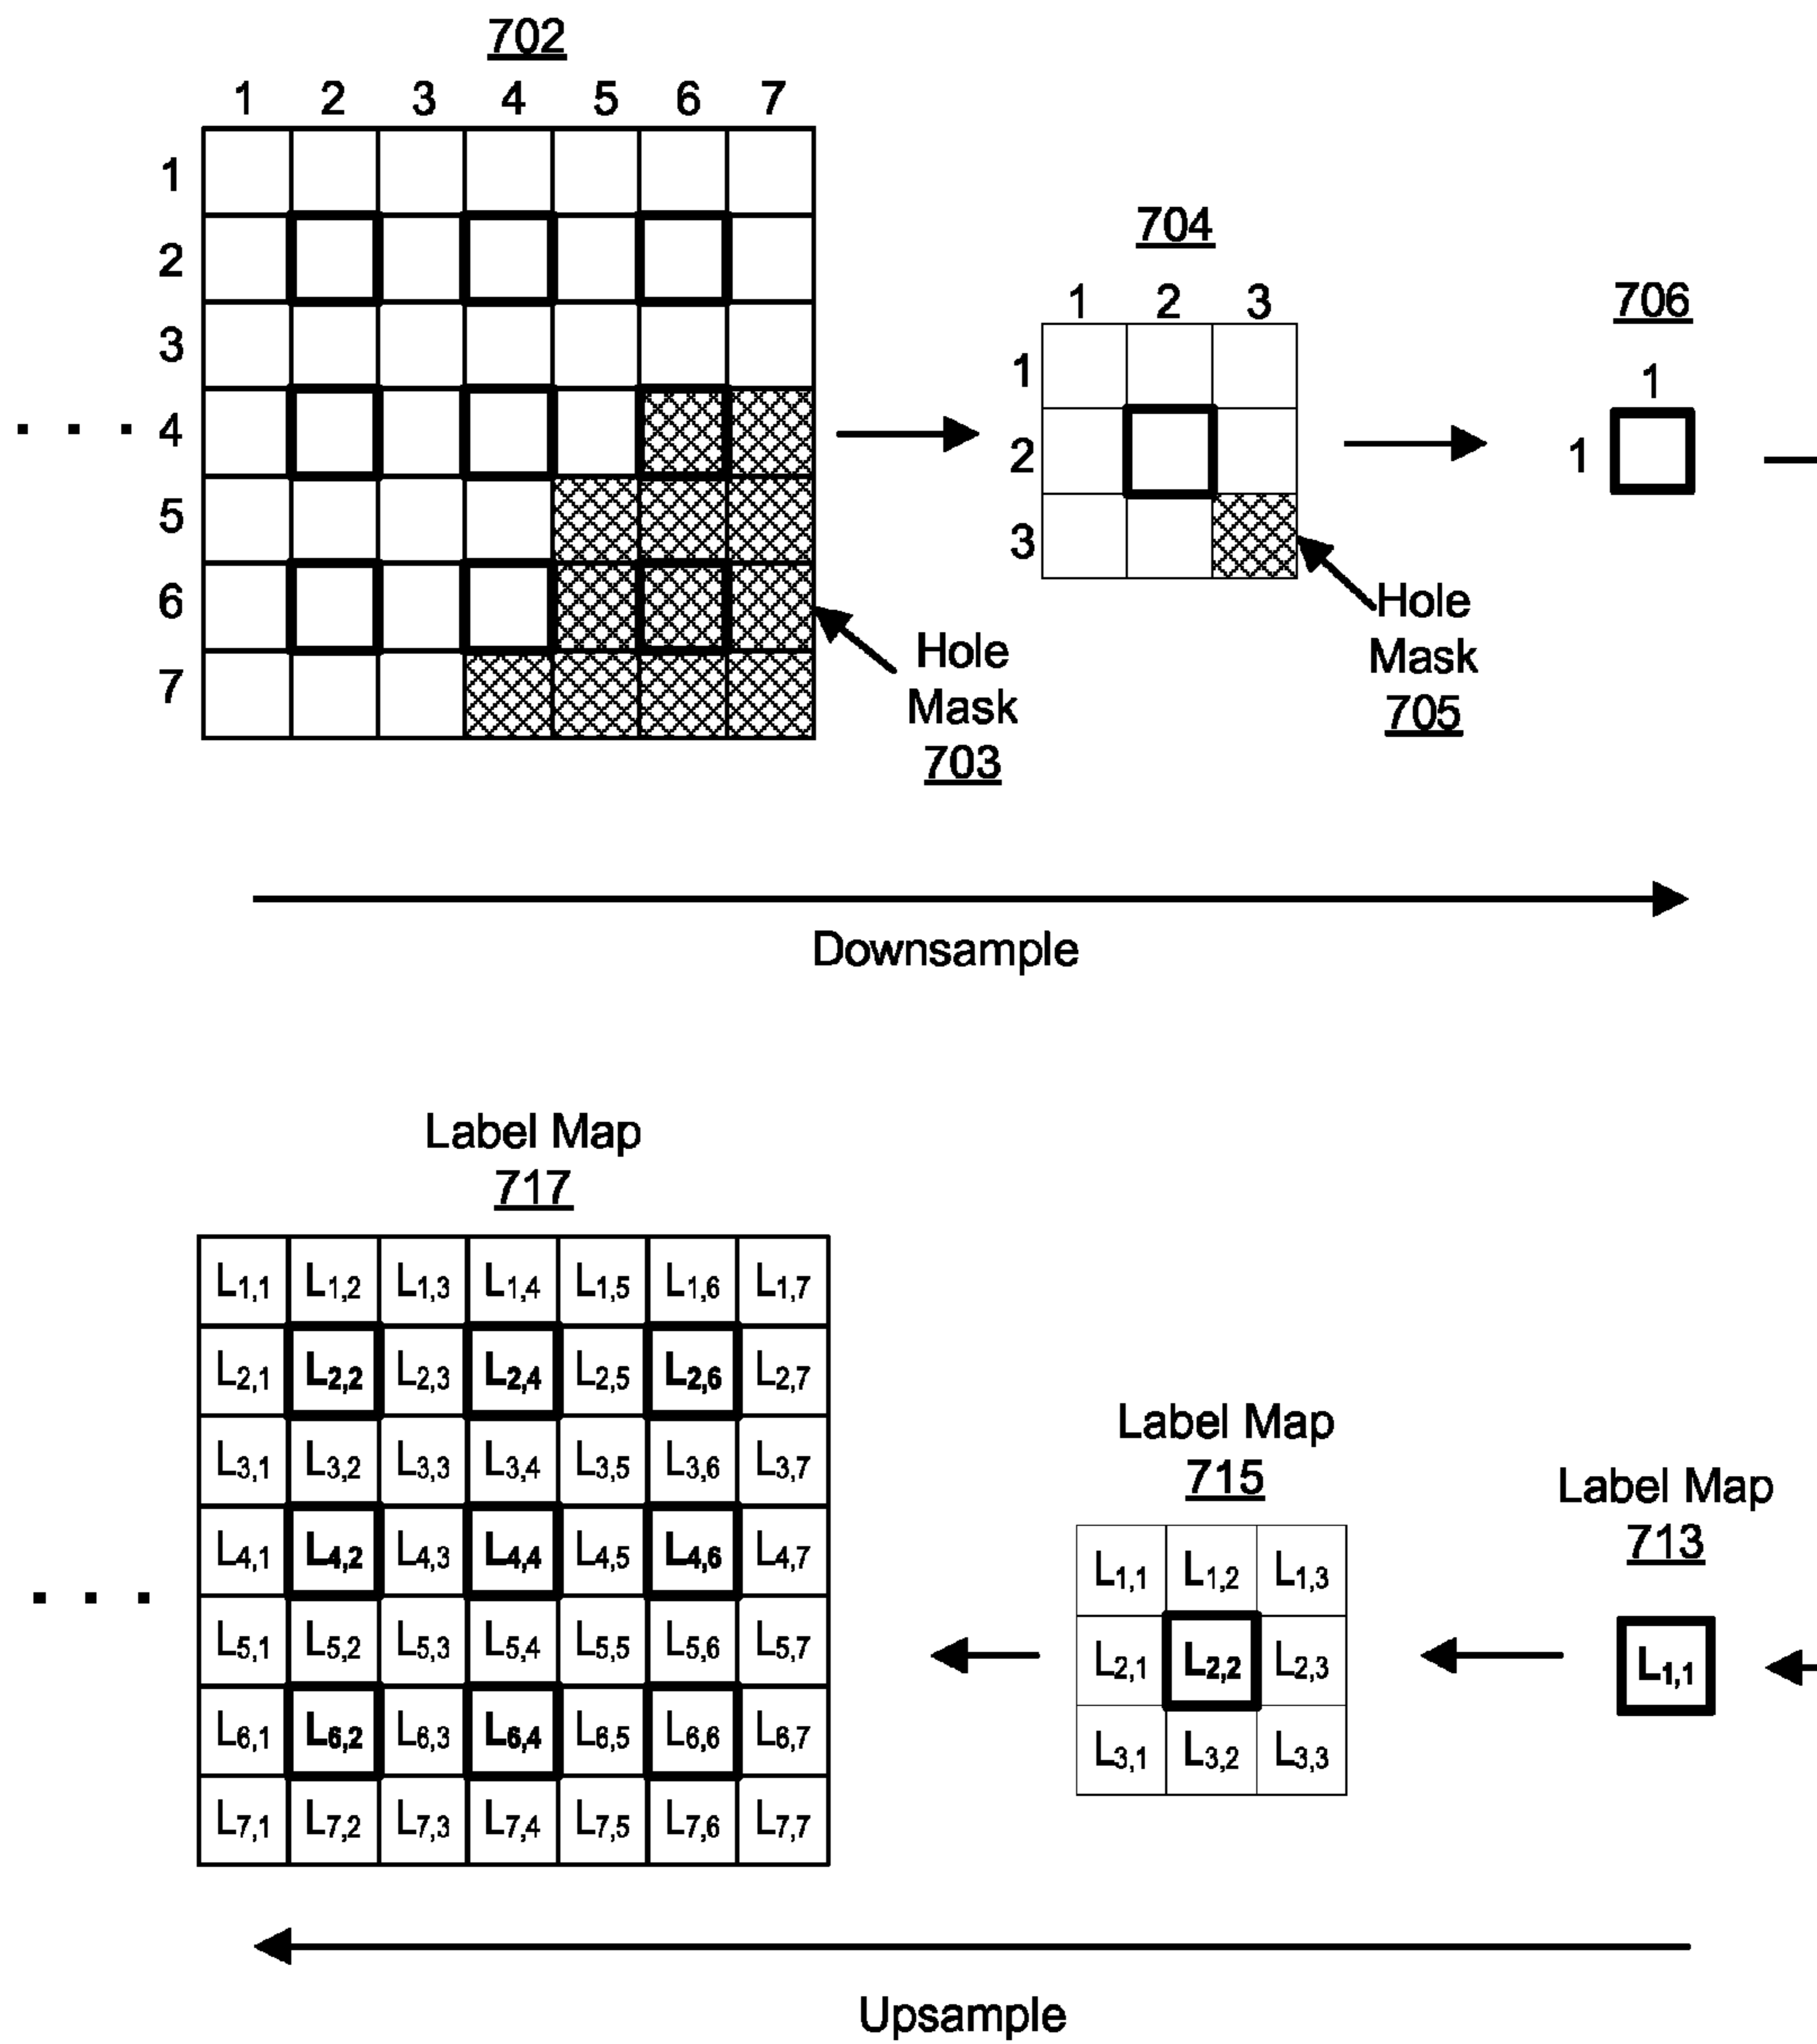 702
1 2 3 4 5 6 7
1
2
3
4
5
6
7
Hole
Mask
703
704
1 2 3
1
2
3
Hole
Mask
705
706
1
1
Downsample
Label Map
717
L1,1 L1,2 L1,3 L1,4 L1,5 L1,6 L1,7
L2,1 L2,2 L2,3 L2,4 L2,5 L2,6 L2,7
L3,1 L3,2 L3,3 L3,4 L3,5 L3,6 L3,7
L4,1 L4,2 L4,3 L4,4 L4,5 L4,6 L4,7
L5,1 L5,2 L5,3 L5,4 L5,5 L5,6 L5,7
L6,1 L6,2 L6,3 L6,4 L6,5 L6,6 L6,7
L7,1 L7,2 L7,3 L7,4 L7,5 L7,6 L7,7
Label Map
715
L1,1 L1,2 L1,3
L2,1 L2,2 L2,3
L3,1 L3,2 L3,3
Label Map
713
L1,1
Upsample